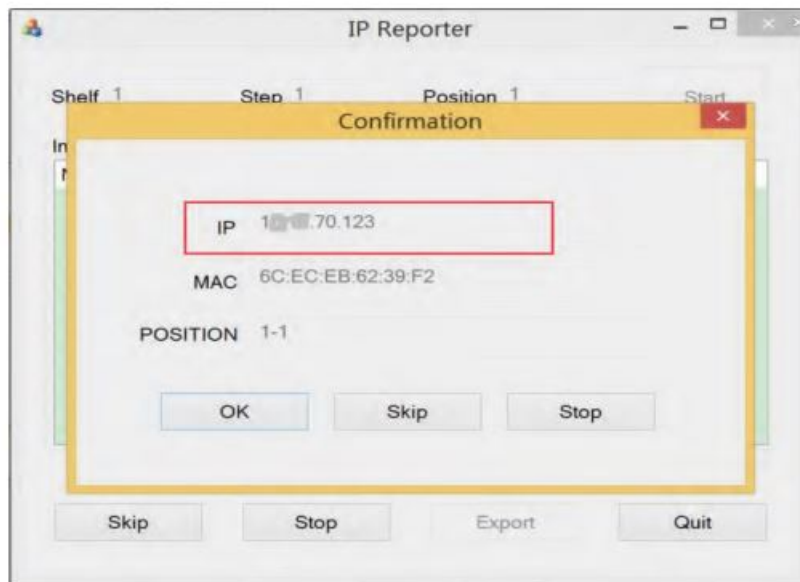 IP Reporter
Shelf 1 Step 1 Position 1 Start
Confirmation
In
IP .70.123
MAC 6C:EC:EB:62:39:F2
POSITION 1-1
OK Skip Stop
Skip Stop Export Quit